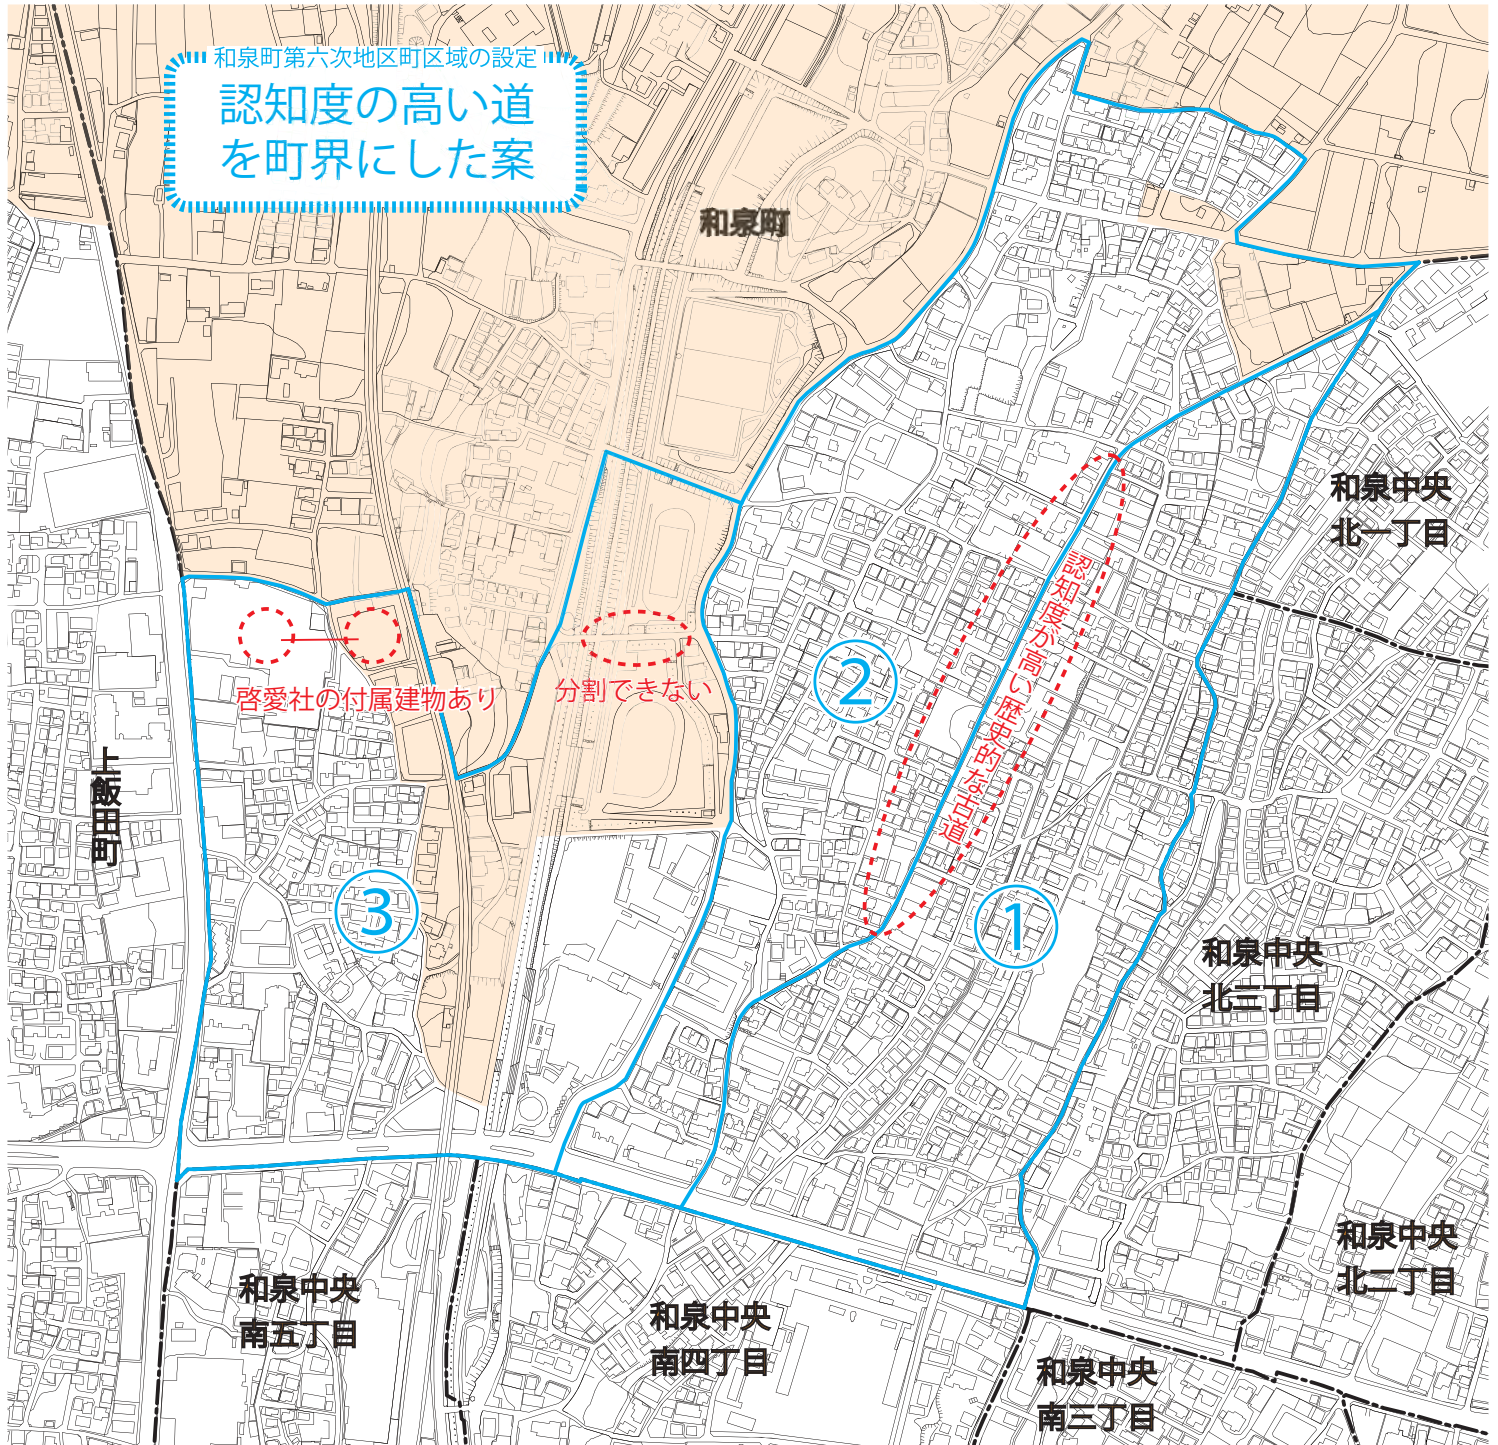 和泉町第六次地区町区域の設定
認知度の高い道
を町界にした案
和泉町
和泉中央
北一丁目
認知度が高い歴史的な古道
②
分割できない
啓愛社の付属建物あり
上飯田町
③
①
和泉中央
北三丁目
和泉中央
北二丁目
和泉中央
南五丁目
和泉中央
南四丁目
和泉中央
南三丁目